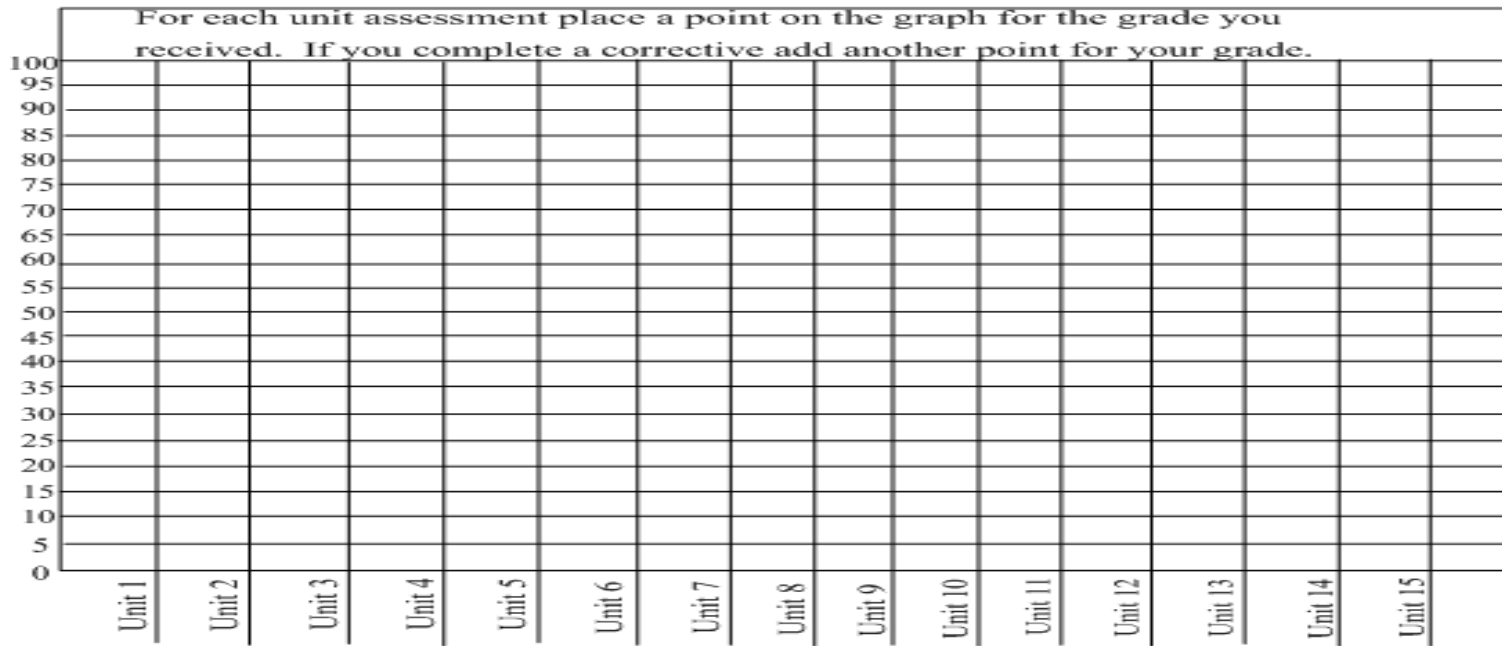 For each unit assessment place a point on the graph for the grade you
received. If you complete a corrective add another point for your grade.
100
95
90
85
80
75
70
65
60
55
50
45
40
35
30
25
20
15
10
5
0
Unit 1
Unit 2
Unit 3
Unit 4
Unit 5
Unit 6
Unit 7
Unit 8
Unit 9
Unit 10
Unit 11
Unit 12
Unit 13
Unit 14
Unit 15